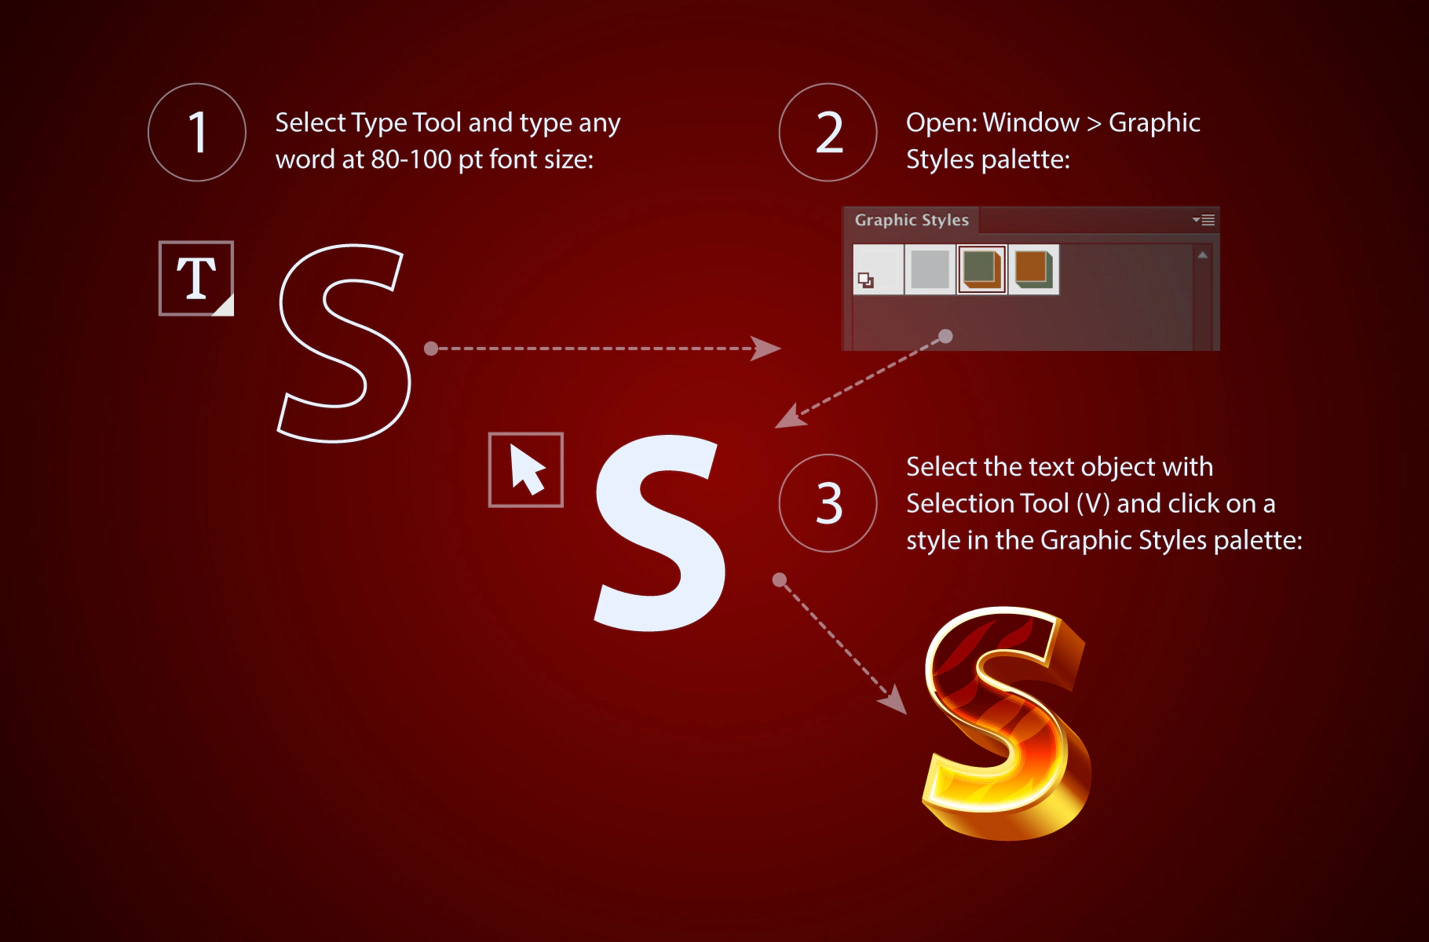 1
Select Type Tool and type any
word at 80-100 pt font size:
T
S
2
Open: Window > Graphic
Styles palette:
Graphic Styles
S
3
Select the text object with
Selection Tool (V) and click on a
style in the Graphic Styles palette:
S